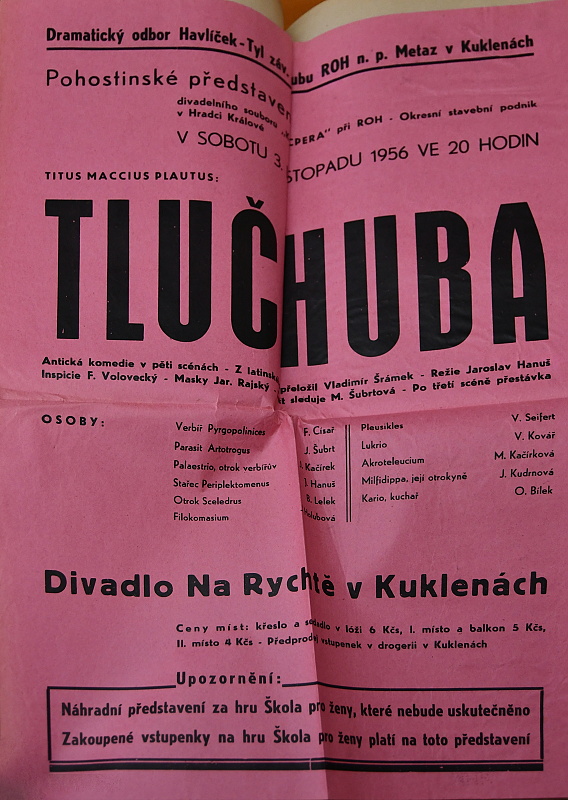 Dramatický odbor Havlíček-Tyl záv. ubu ROH n. p. Metaz v Kuklenách
Pohostinské představen
divadelního souboru „K CPERA" při ROH - Okresní stavební podnik
v Hradci Králové
V SOBOTU 3. STOPADU 1956 VE 20 HODIN
TITUS MACCIUS PLAUTUS:
TLUČHUBA
Antická komedie v pěti scénách - Z latinsk přeložil Vladimír Šrámek - Režie Jaroslav Hanuš
Inspicie F. Volovecký - Masky Jar. Rajský - xt sleduje M. Šubrtová - Po třetí scéně přestávka
OSOBY:
Verbíř Pyrgopolinices F. Císař
Parasit Artotrogus J. Šubrt
Palaestrio, otrok verbířův Kačírek
Stařec Periplektomenus J. Hanuš
Otrok Sceledrus B. Lelek
Filokomasium Holubová
Pleusikles V. Seifert
Lukrio V. Kovář
Akroteleucium M. Kačírková
Milfidippa, její otrokyně J. Kudrnová
Kario, kuchař O. Bílek
Divadlo Na Rychtě v Kuklenách
Ceny míst: křeslo a sedadlo v lóži 6 Kčs, I. místo a balkon 5 Kčs,
II. místo 4 Kčs - Předprodej vstupenek v drogerii v Kuklenách
Upozornění:
Náhradní představení za hru Škola pro ženy, které nebude uskutečněno
Zakoupené vstupenky na hru Škola pro ženy platí na toto představení